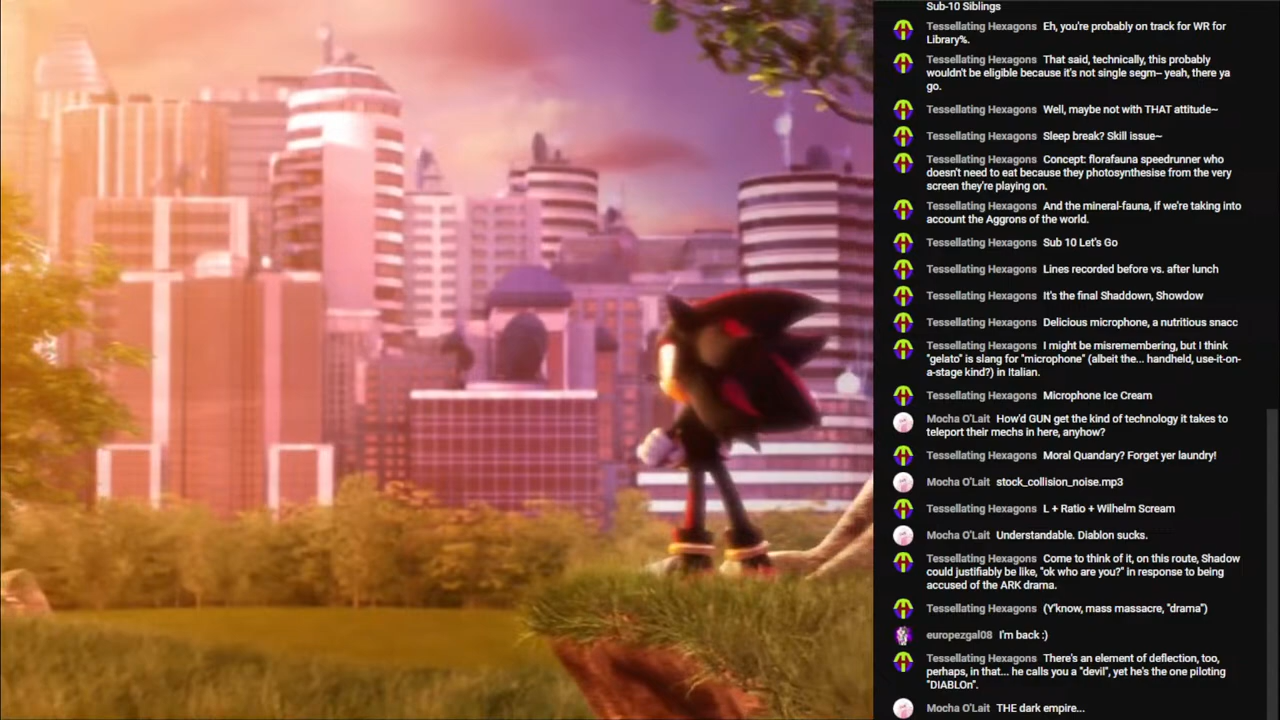 Sub-10 Siblings
Tessellating Hexagons Eh, you're probably on track for WR for
Library%.
Tessellating Hexagons That said, technically, this probably
wouldn't be eligible because it's not single segm-- yeah, there ya
go.
Tessellating Hexagons Well, maybe not with THAT attitude~
Tessellating Hexagons Sleep break? Skill issue~
Tessellating Hexagons Concept: florafauna speedrunner who
doesn't need to eat because they photosynthesise from the very
screen they're playing on.
Tessellating Hexagons And the mineral-fauna, if we're taking into
account the Aggrons of the world.
Tessellating Hexagons Sub 10 Let's Go
Tessellating Hexagons Lines recorded before vs. after lunch
Tessellating Hexagons It's the final Shaddown, Showdow
Tessellating Hexagons Delicious microphone, a nutritious snacc
Tessellating Hexagons I might be misremembering, but I think
"gelato" is slang for "microphone" (albeit the... handheld, use-it-on-
a-stage kind?) in Italian.
Tessellating Hexagons Microphone Ice Cream
Mocha O'Lait How'd GUN get the kind of technology it takes to
teleport their mechs in here, anyhow?
Tessellating Hexagons Moral Quandary? Forget yer laundry!
Mocha O'Lait stock_collision_noise.mp3
Tessellating Hexagons L + Ratio + Wilhelm Scream
Mocha O'Lait Understandable. Diablon sucks.
Tessellating Hexagons Come to think of it, on this route, Shadow
could justifiably be like, "ok who are you?" in response to being
accused of the ARK drama.
Tessellating Hexagons (Y'know, mass massacre, "drama")
europezgal08 I'm back :)
Tessellating Hexagons There's an element of deflection, too,
perhaps, in that... he calls you a "devil", yet he's the one piloting
"DIABLOn".
Mocha O'Lait THE dark empire...